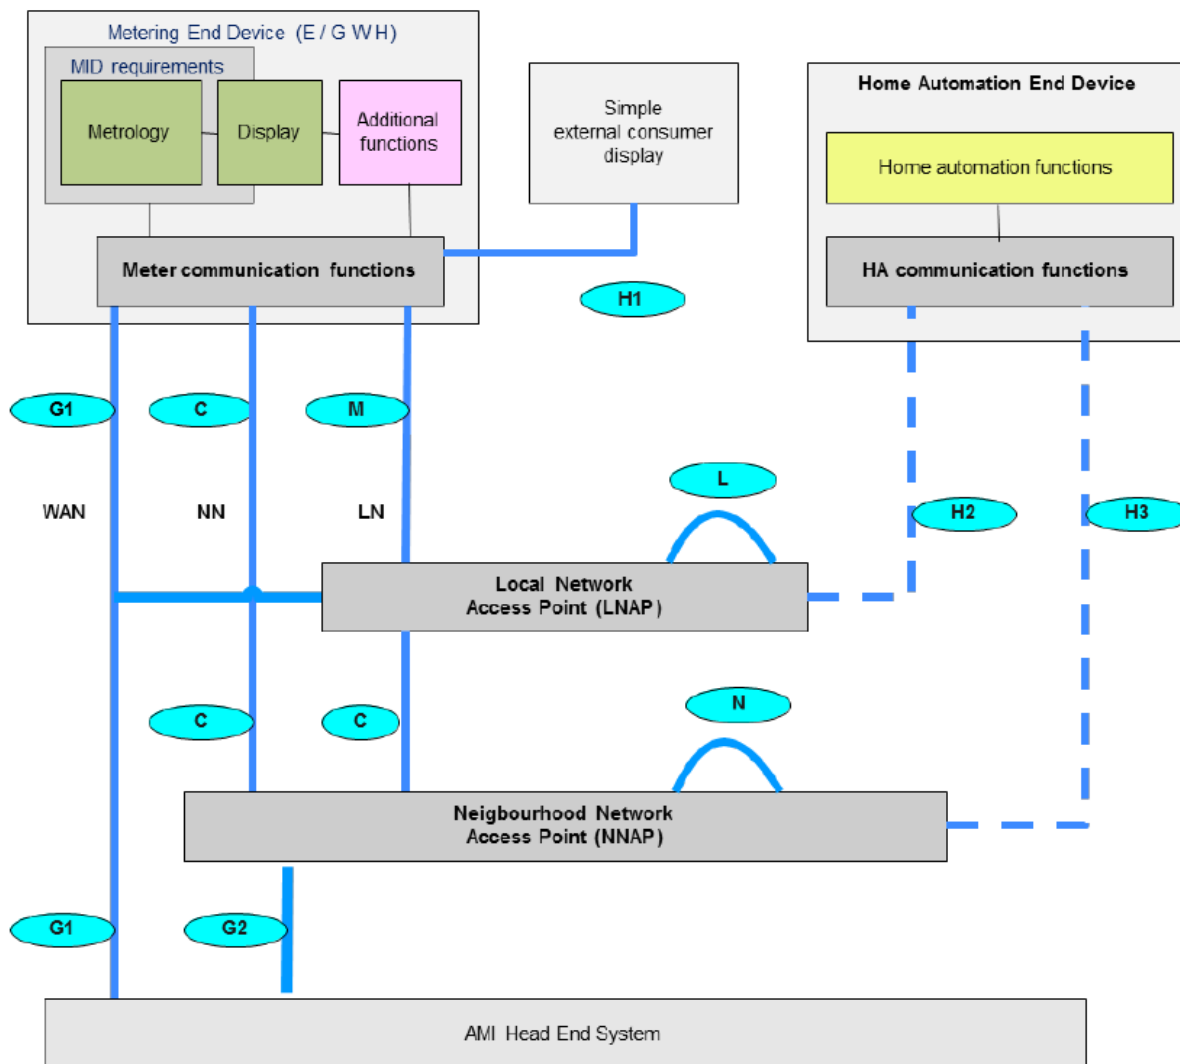 Metering End Device (E / G W H)
MID requirements
Metrology
Display
Additional
functions
Meter communication functions
Simple
external consumer
display
Home Automation End Device
Home automation functions
HA communication functions
H1
G1
C
M
L
WAN
NN
LN
H2
H3
Local Network
Access Point (LNAP)
C
C
N
Neigbourhood Network
Access Point (NNAP)
G1
G2
AMI Head End System